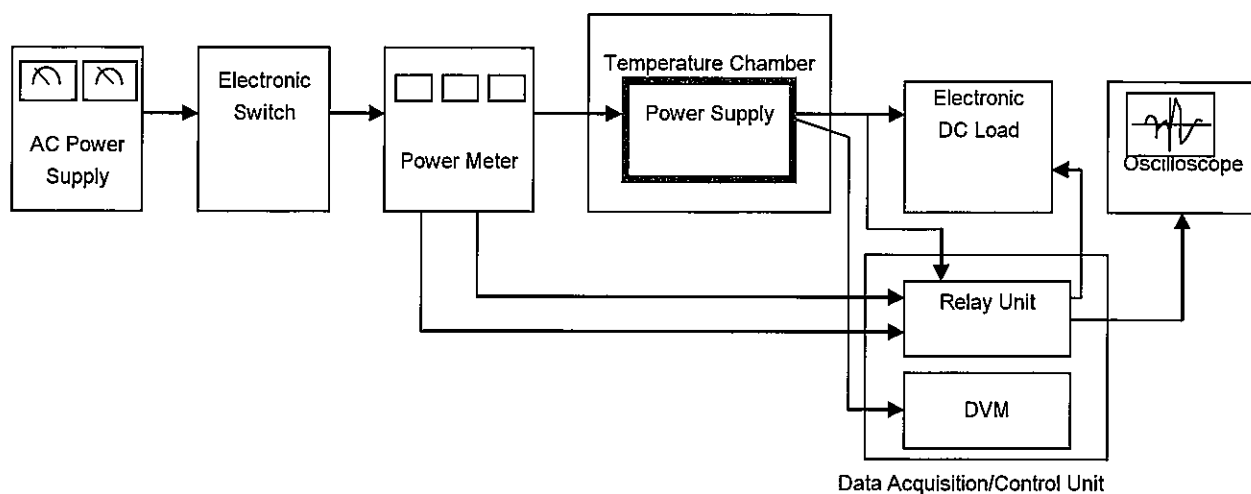 AC Power
Supply
Electronic
Switch
Power Meter
Temperature Chamber
Power Supply
Electronic
DC Load
Oscilloscope
Relay Unit
DVM
Data Acquisition/Control Unit